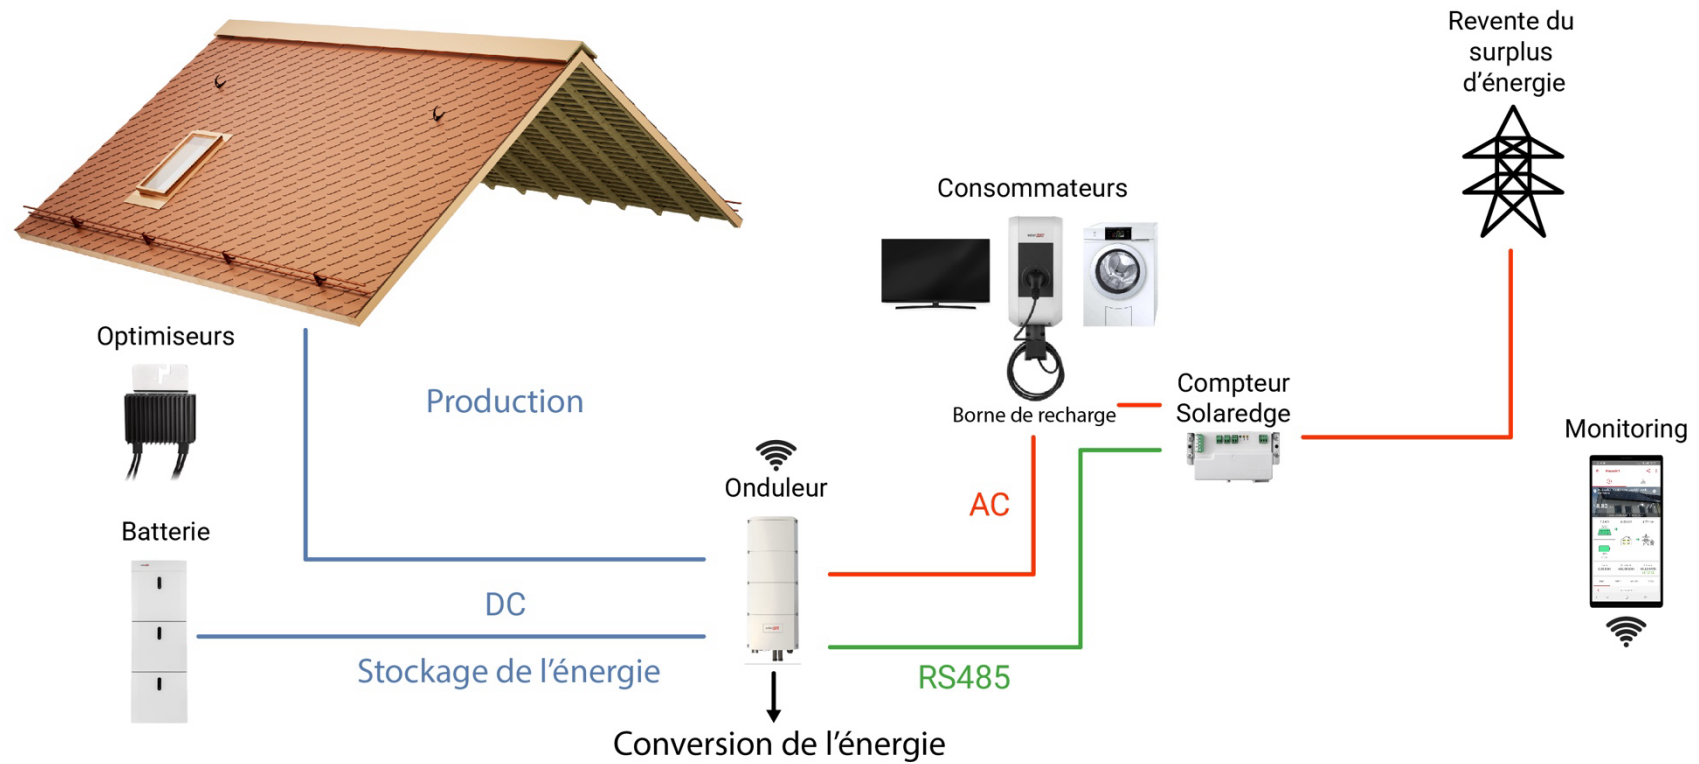 Revente du
surplus
d’énergie
Consommateurs
Optimiseurs
Production
Compteur
Solaredge
Borne de recharge
Monitoring
Onduleur
AC
Batterie
DC
Stockage de l’énergie
RS485
Conversion de l’énergie